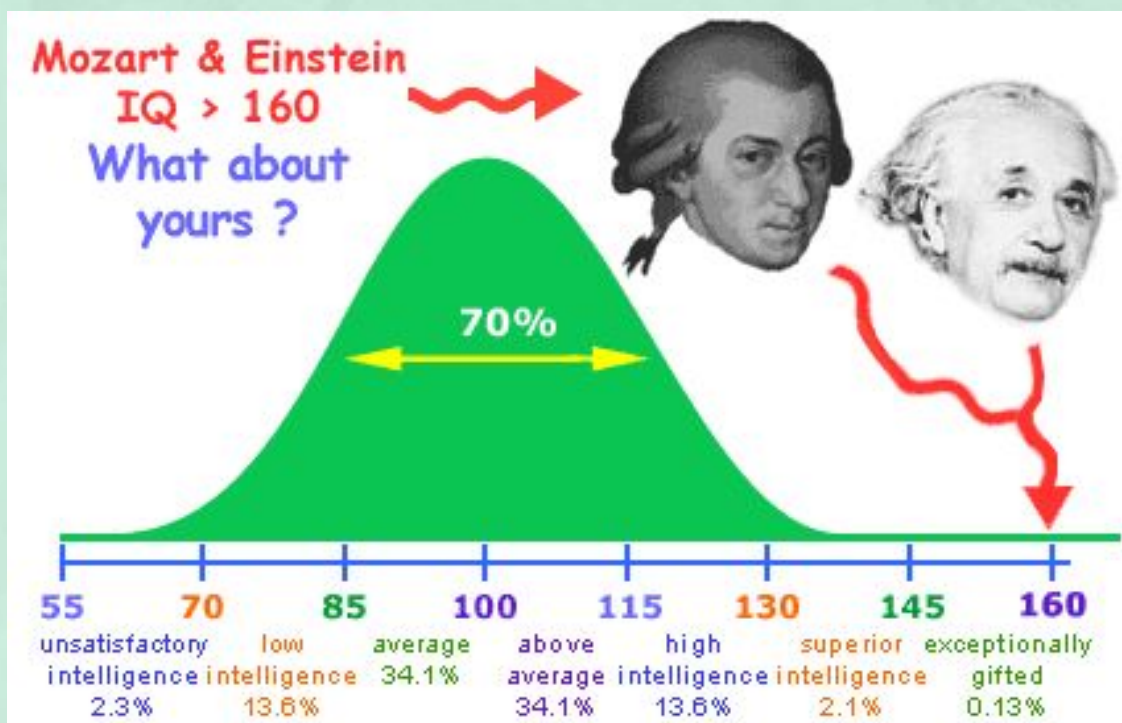 Mozart & Einstein
IQ > 160
What about
yours ?
70%
55 70 85 100 115 130 145 160
unsatisfactory low average above high superior exceptionally
intelligence intelligence 34.1% average intelligence intelligence gifted
2.3% 13.6% 34.1% 13.6% 2.1% 0.13%